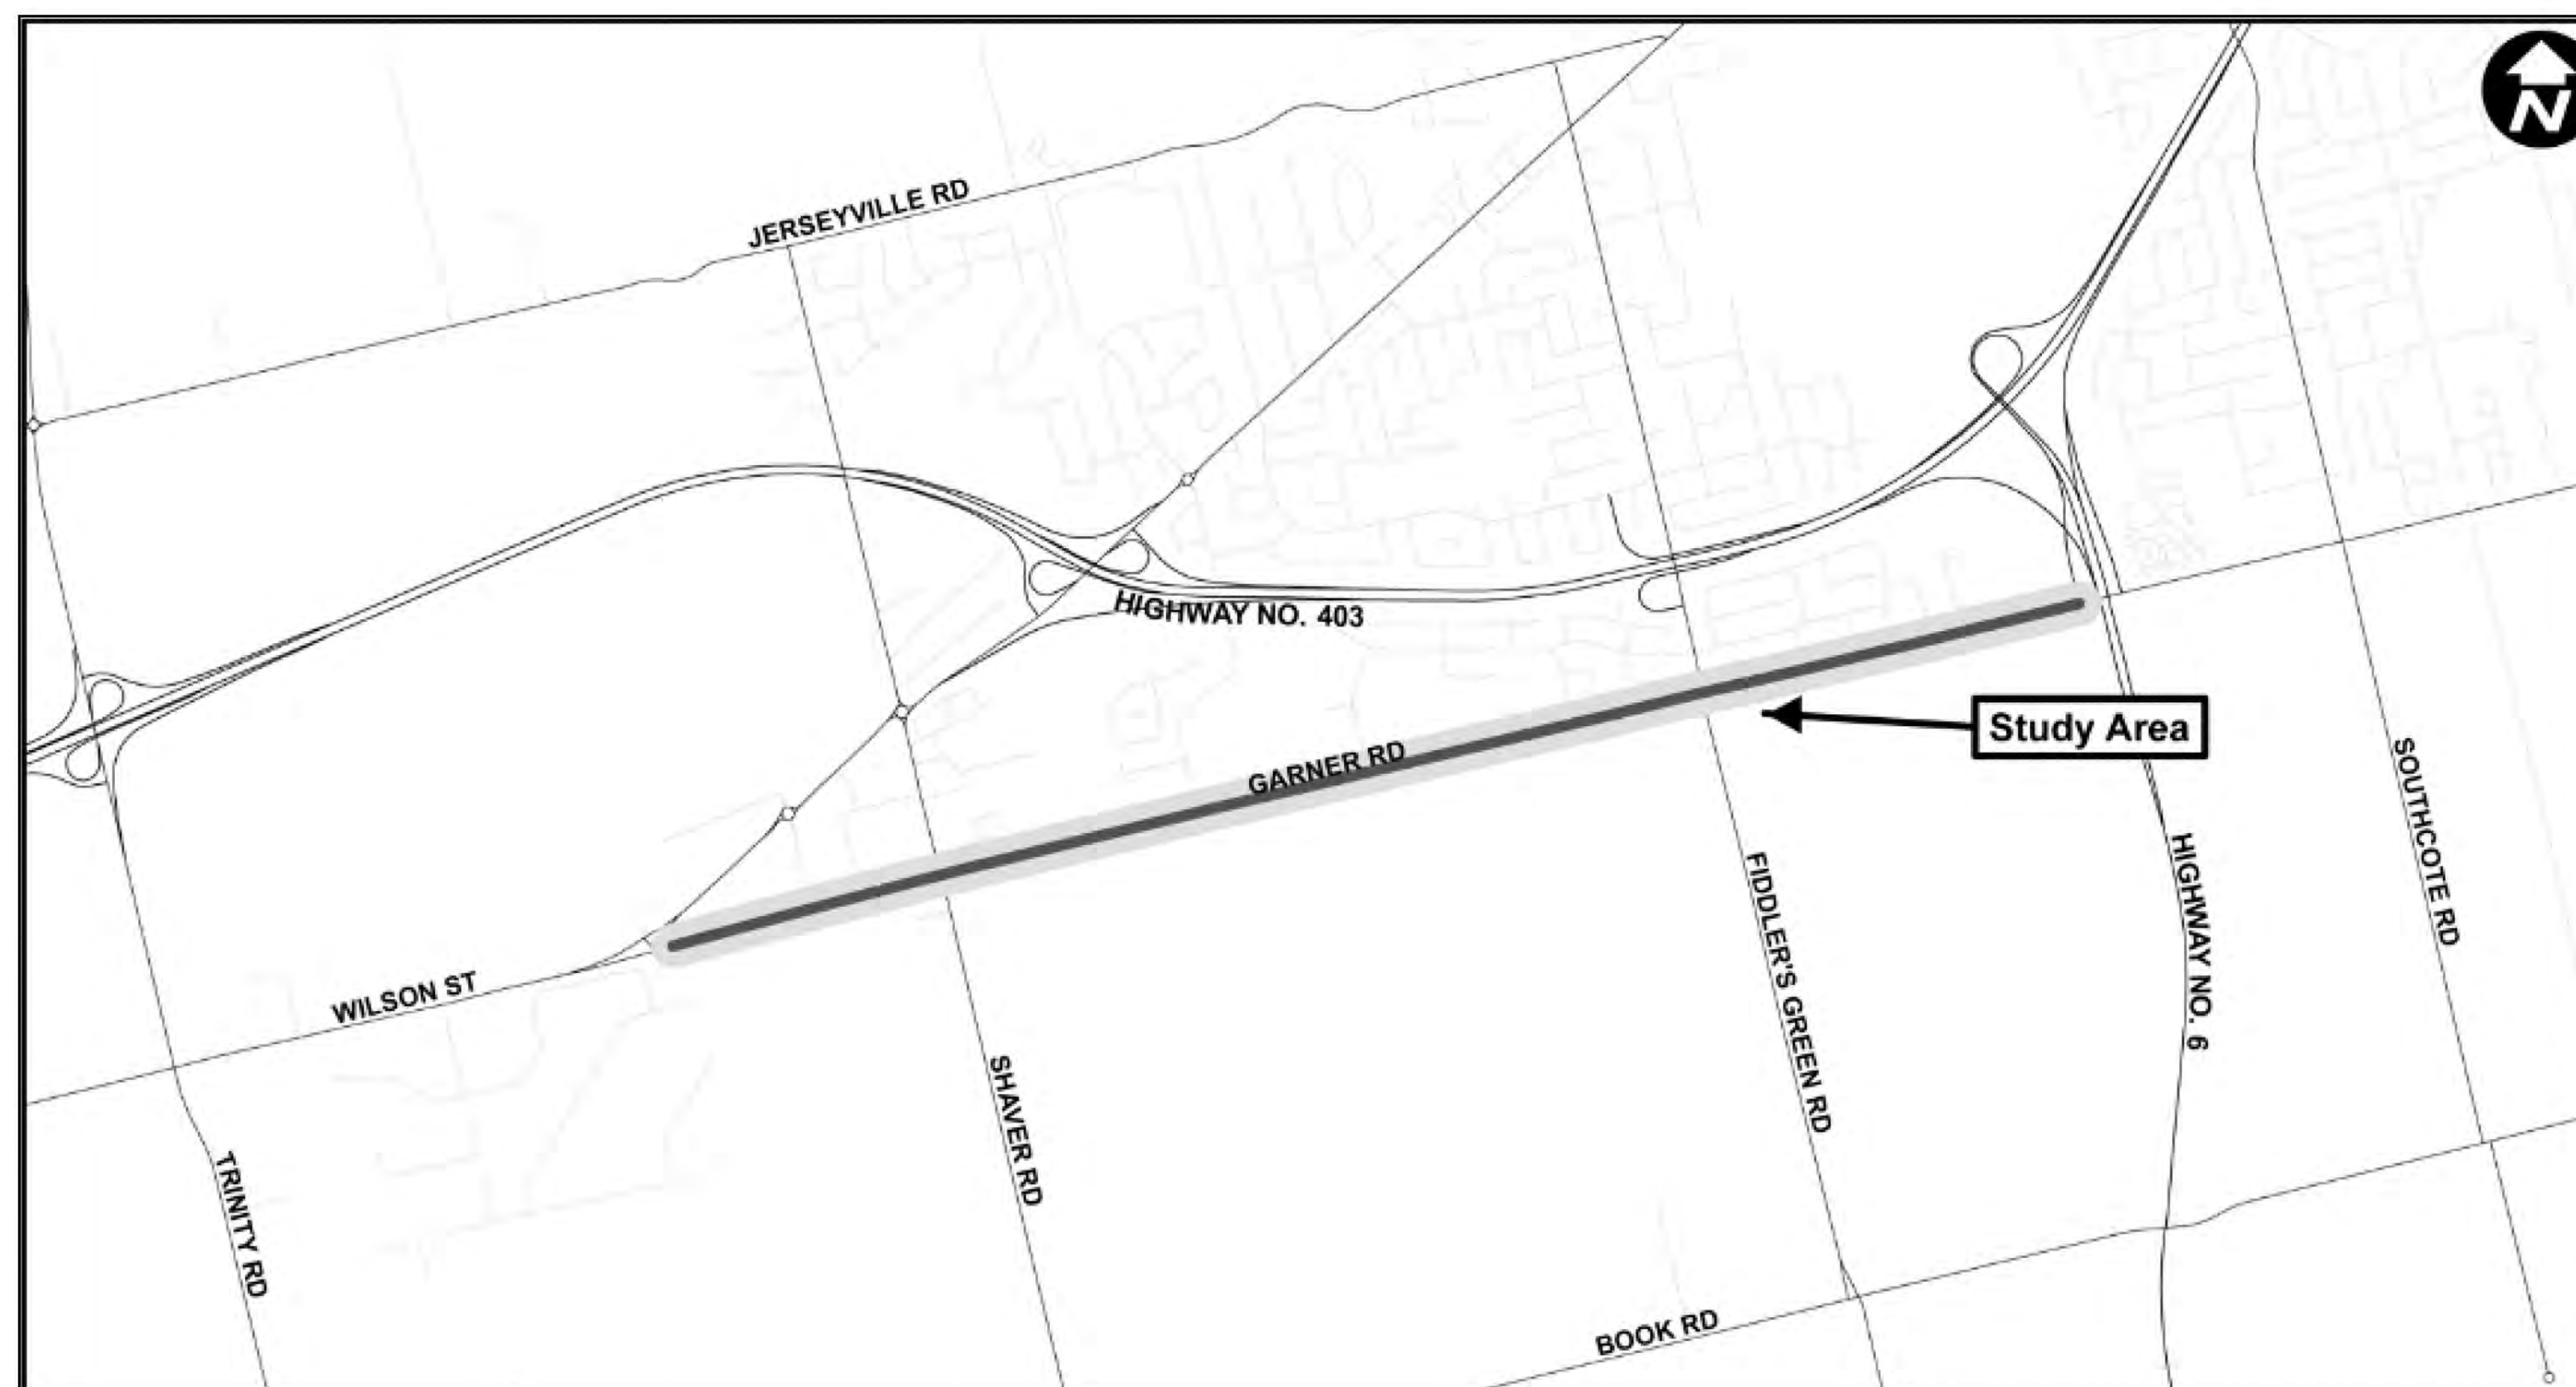 N
JERSEYVILLE RD
HIGHWAY NO. 403
Study Area
GARNER RD
SOUTHCOTE RD
HIGHWAY NO. 6
FIDDLER'S GREEN RD
WILSON ST
SHAVER RD
TRINITY RD
BOOK RD